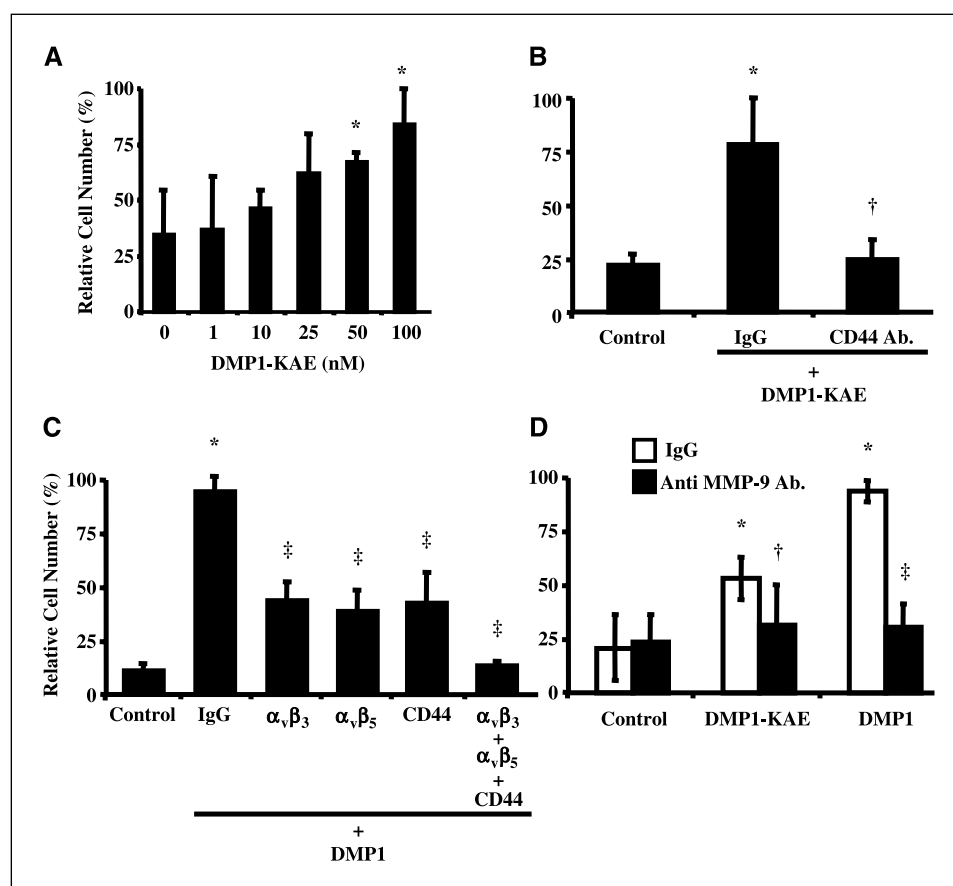 A
*
*
Relative Cell Number (%)
100
75
50
25
0
0 1 10 25 50 100
DMP1-KAE (nM)
B
*
†
100
75
50
25
0
Control IgG CD44 Ab.
+
DMP1-KAE
C
*
‡ ‡ ‡
‡
Relative Cell Number (%)
100
75
50
25
0
Control IgG αvβ3 αvβ5 CD44 αvβ3
+
αvβ5
+
CD44
+
DMP1
D
IgG
Anti MMP-9 Ab.
*
* †
‡
100
75
50
25
0
Control DMP1-KAE DMP1